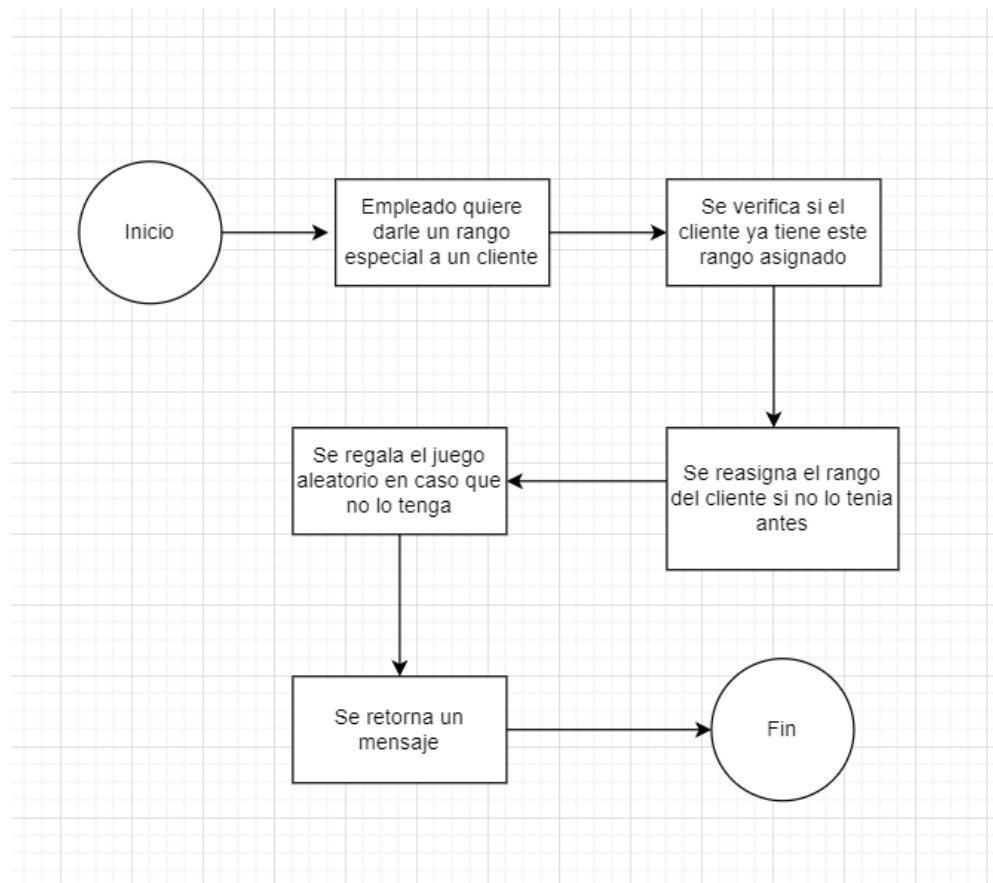 Inicio
Empleado quiere
darle un rango
especial a un cliente
Se verifica si el
cliente ya tiene este
rango asignado
Se reasigna el rango
del cliente si no lo tenia
antes
Se regala el juego
aleatorio en caso que
no lo tenga
Se retorna un
mensaje
Fin